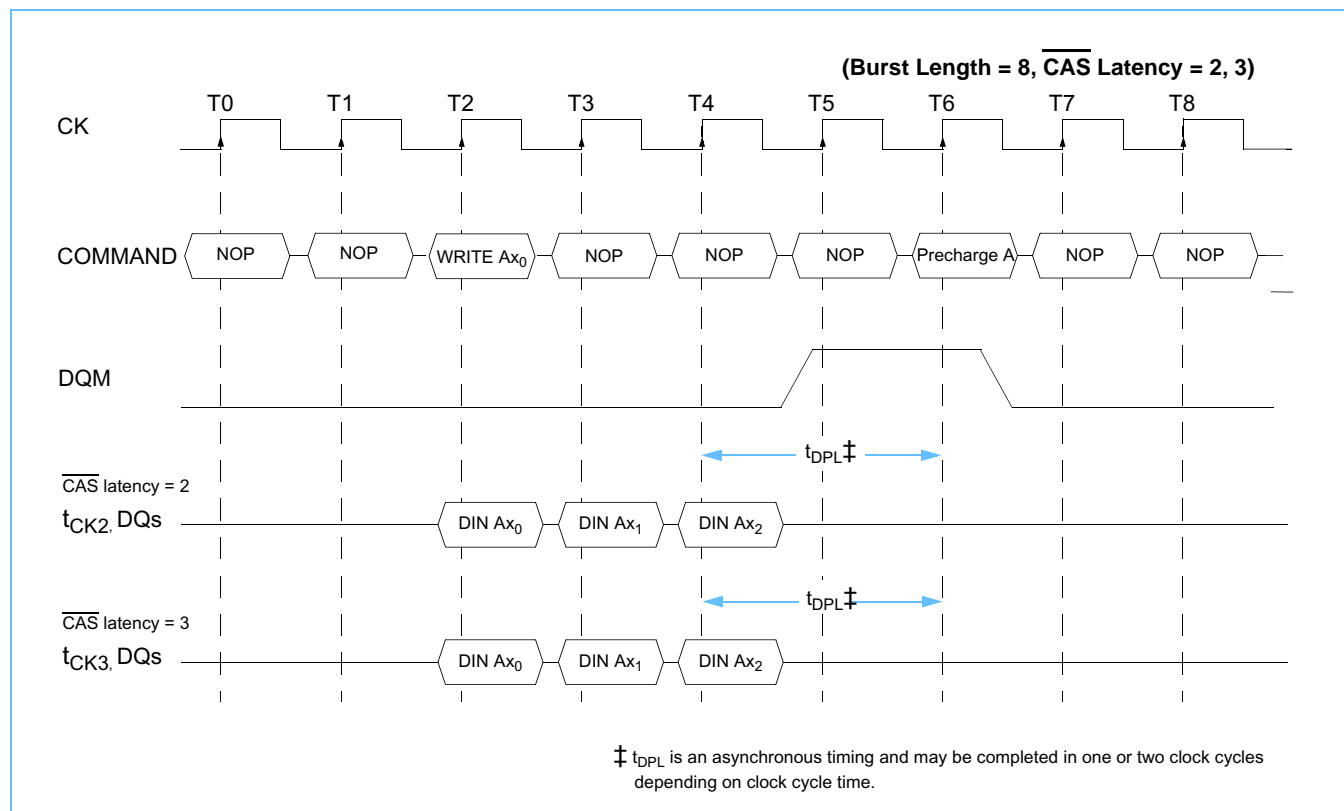 (Burst Length = 8, CAS Latency = 2, 3)
T0 T1 T2 T3 T4 T5 T6 T7 T8
CK
COMMAND NOP NOP WRITE Ax0 NOP NOP NOP Precharge A NOP NOP
DQM
tDPL‡
CAS latency = 2
tCK2, DQs DIN Ax0 DIN Ax1 DIN Ax2
tDPL‡
CAS latency = 3
tCK3, DQs DIN Ax0 DIN Ax1 DIN Ax2
‡ tDPL is an asynchronous timing and may be completed in one or two clock cycles
depending on clock cycle time.